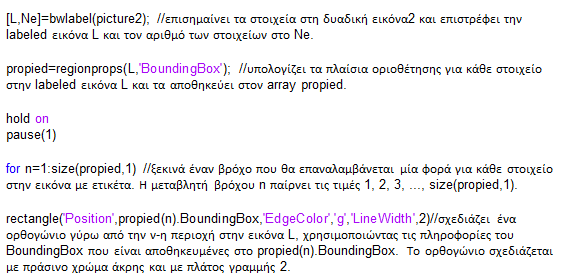 [L,Ne]=bwlabel(picture2);  //επισημαίνει τα στοιχεία στη δυαδική εικόνα2 και επιστρέφει την
labeled εικόνα L και τον αριθμό των στοιχείων στο Ne.
propied=regionprops(L,'BoundingBox');  //υπολογίζει τα πλαίσια οριοθέτησης για κάθε στοιχείο
στην labeled εικόνα L και τα αποθηκεύει στον array propied.
hold on
pause(1)
for n=1:size(propied,1)  //ξεκινά έναν βρόχο που θα επαναλαμβάνεται  μία φορά για κάθε στοιχείο
στην εικόνα με ετικέτα. Η μεταβλητή  βρόχου n παίρνει τις τιμές 1, 2, 3, ..., size(propied,1).
rectangle('Position',propied(n).BoundingBox,'EdgeColor','g','LineWidth',2)//σχεδιάζει  ένα
ορθογώνιο γύρω από την ν-η περιοχή στην εικόνα L, χρησιμοποιώντας τις πληροφορίες του
BoundingBox που είναι αποθηκευμένες στο propied(n).BoundingBox.  Το ορθογώνιο σχεδιάζεται
με πράσινο χρώμα άκρης και με πλάτος γραμμής 2.